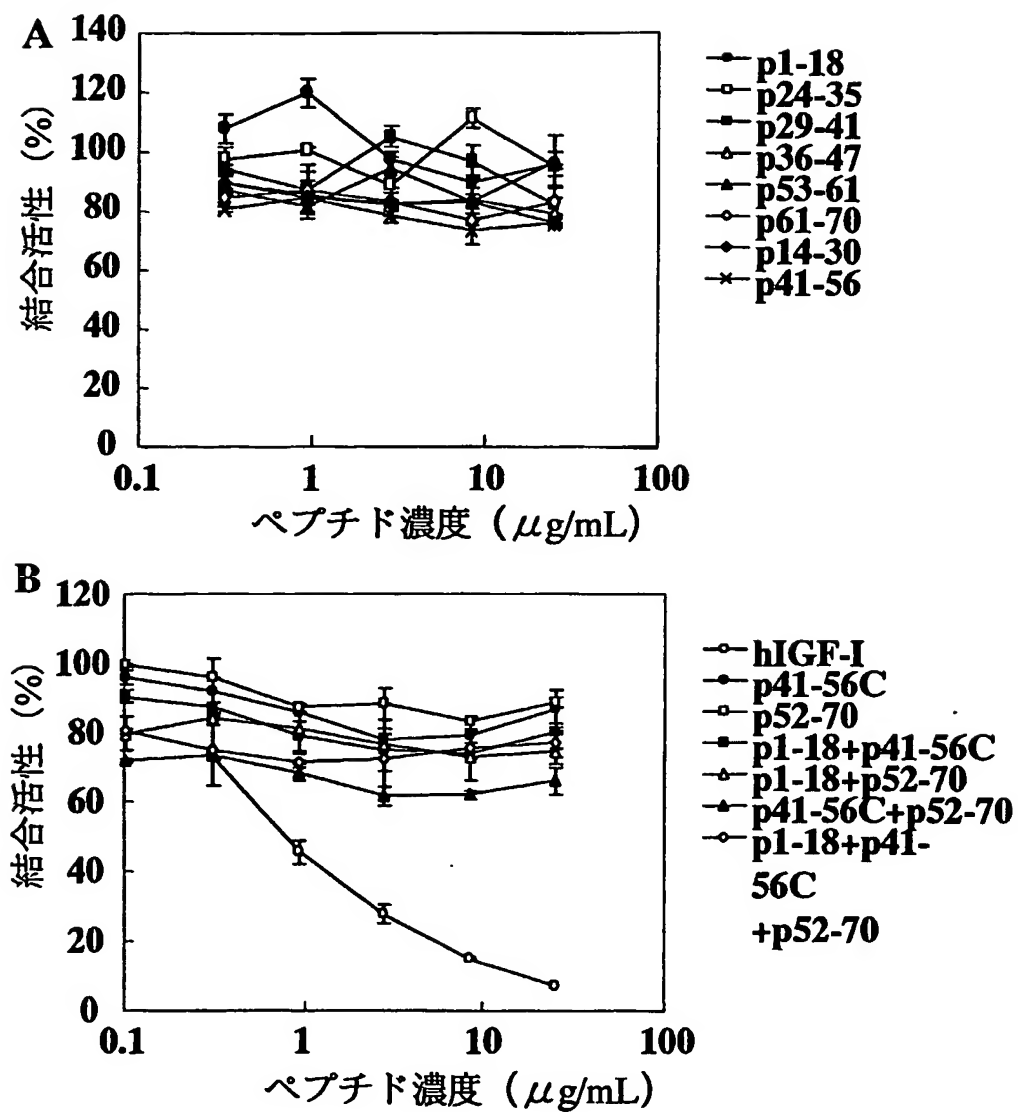 A
140
120
100
80
60
40
20
0
結合活性 (%)
0.1 1 10 100
ペプチド濃度 (μg/mL)
p1-18
p24-35
p29-41
p36-47
p53-61
p61-70
p14-30
p41-56
B
120
100
80
60
40
20
0
結合活性 (%)
0.1 1 10 100
ペプチド濃度 (μg/mL)
hIGF-I
p41-56C
p52-70
p1-18+p41-56C
p1-18+p52-70
p41-56C+p52-70
p1-18+p41-
56C
+p52-70